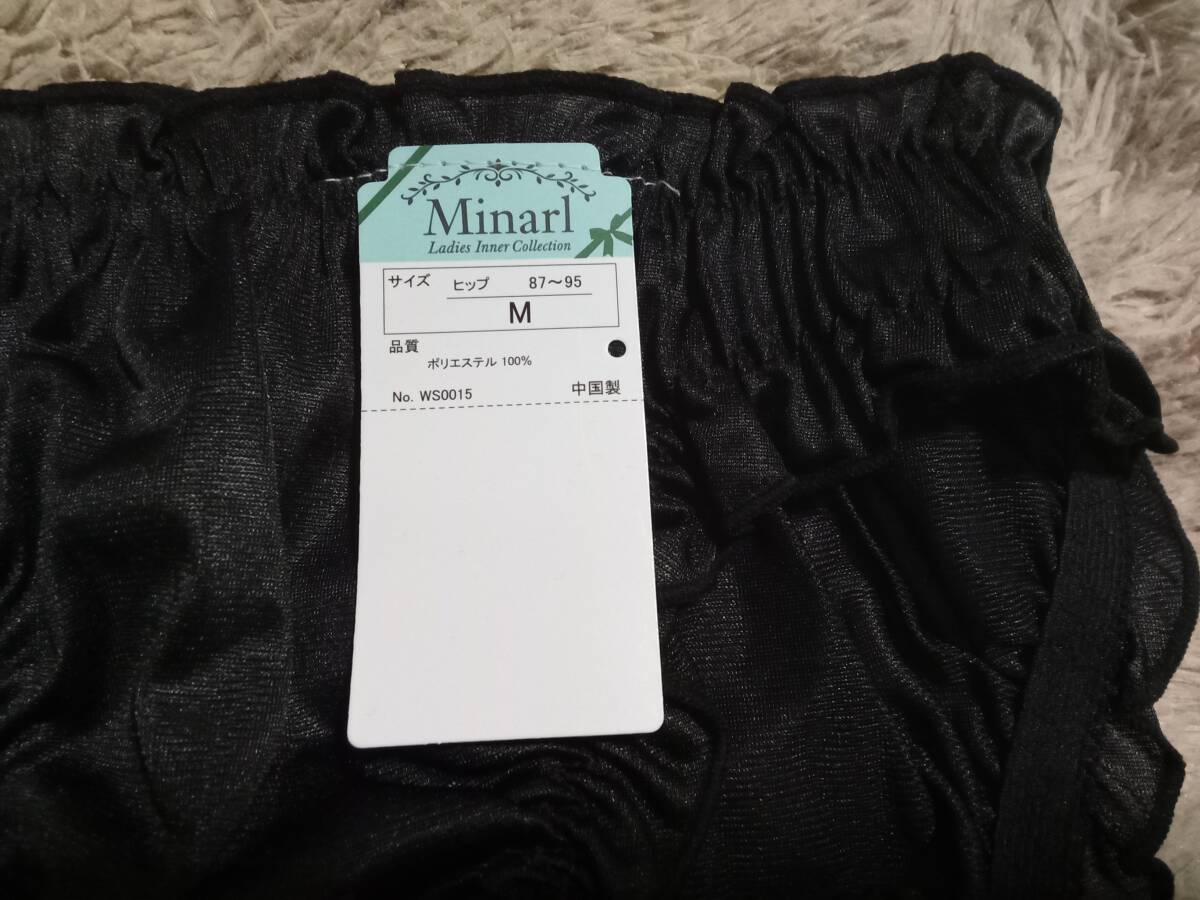 Minarl
Ladies Inner Collection
サイズ ヒップ 87～95
M
品質
ポリエステル 100%
No. WS0015 中国製